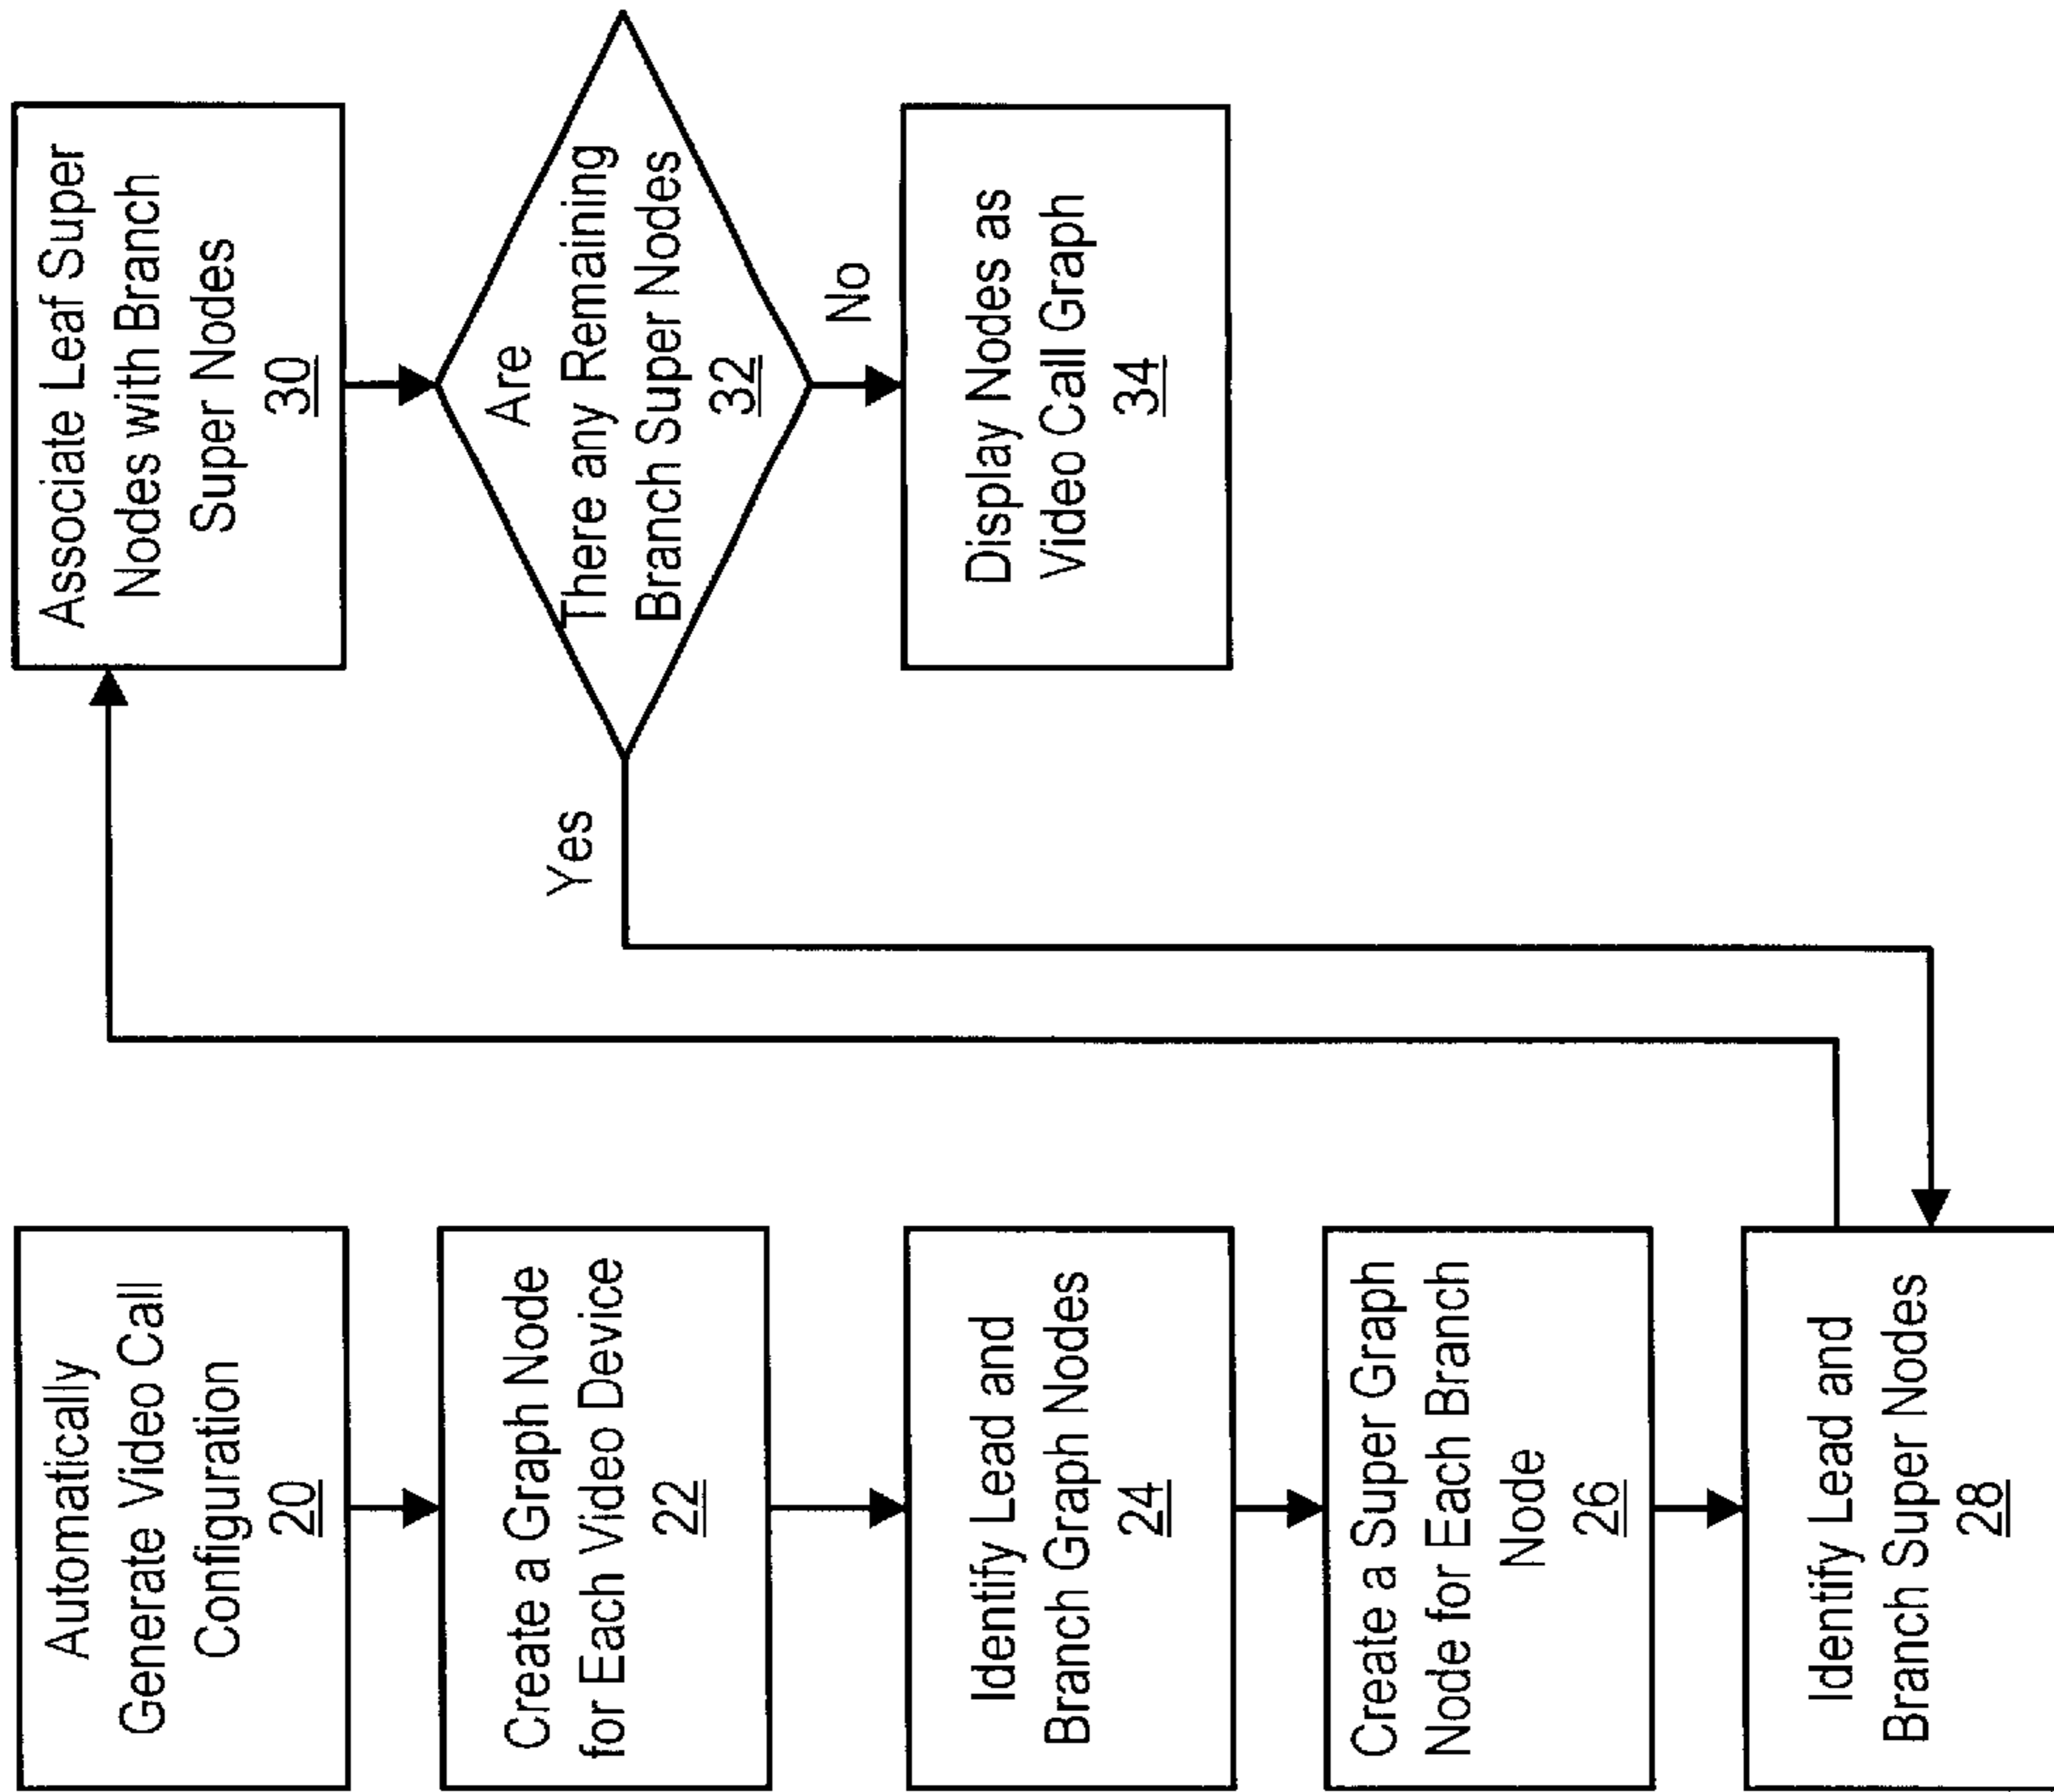 Automatically
Generate Video Call
Configuration
20
Create a Graph Node
for Each Video Device
22
Identify Lead and
Branch Graph Nodes
24
Create a Super Graph
Node for Each Branch
Node
26
Identify Lead and
Branch Super Nodes
28
Associate Leaf Super
Nodes with Branch
Super Nodes
30
Are
There any Remaining
Branch Super Nodes
32
Yes
No
Display Nodes as
Video Call Graph
34